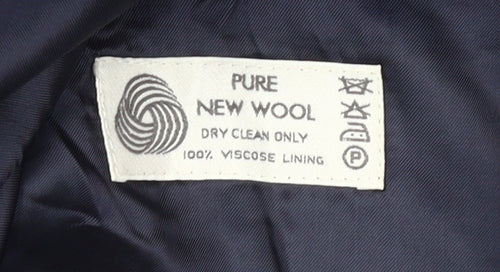 PURE
NEW WOOL
DRY CLEAN ONLY
100% VISCOSE LINING
P